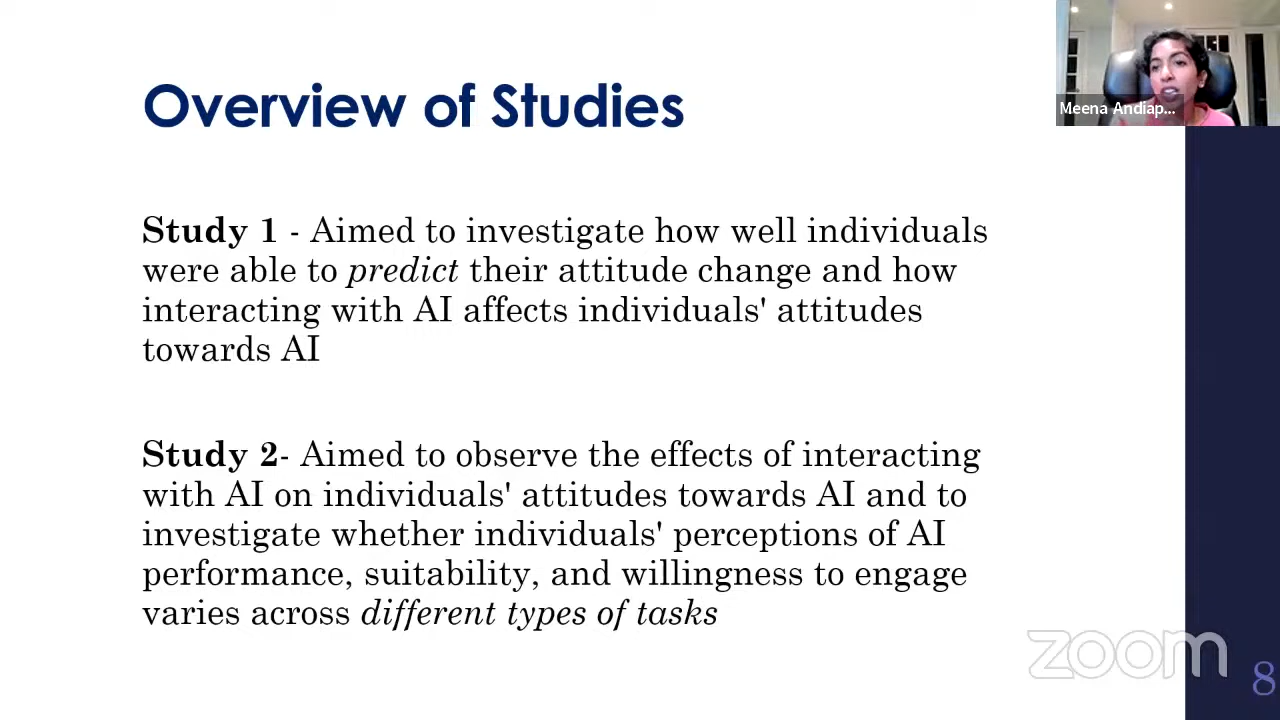 Overview of Studies
Meena Andiap...
Study 1 - Aimed to investigate how well individuals
were able to predict their attitude change and how
interacting with AI affects individuals' attitudes
towards AI
Study 2- Aimed to observe the effects of interacting
with AI on individuals' attitudes towards AI and to
investigate whether individuals' perceptions of AI
performance, suitability, and willingness to engage
varies across different types of tasks
zoom
8